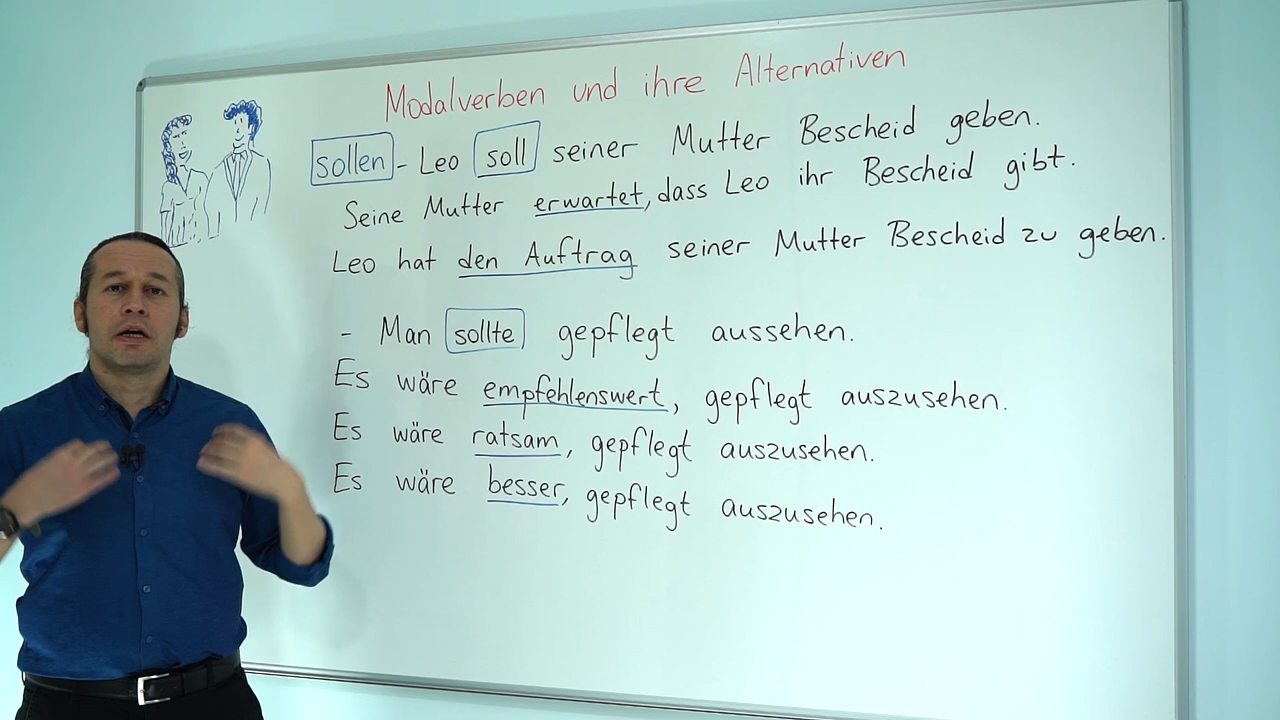 Modalverben und ihre Alternativen
sollen - Leo soll seiner Mutter Bescheid geben.
Seine Mutter erwartet, dass Leo ihr Bescheid gibt.
Leo hat den Auftrag seiner Mutter Bescheid zu geben.
- Man sollte gepflegt aussehen.
Es wäre empfehlenswert, gepflegt auszusehen.
Es wäre ratsam, gepflegt auszusehen.
Es wäre besser, gepflegt auszusehen.